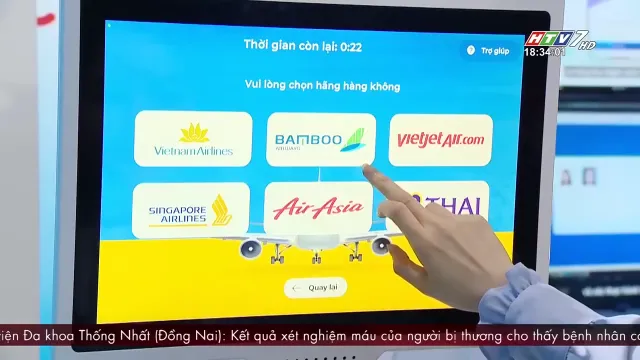 Thời gian còn lại: 0:22
Trợ giúp
HTV7 HD
18:34:01
Vui lòng chọn hãng hàng không
Vietnam Airlines
BAMBOO
AIRWAYS
vietjetAir.com
SINGAPORE
AIRLINES
AirAsia
THAI
Quay lại
Đa khoa Thống Nhất (Đồng Nai): Kết quả xét nghiệm máu của người bị thương cho thấy bệnh nhân